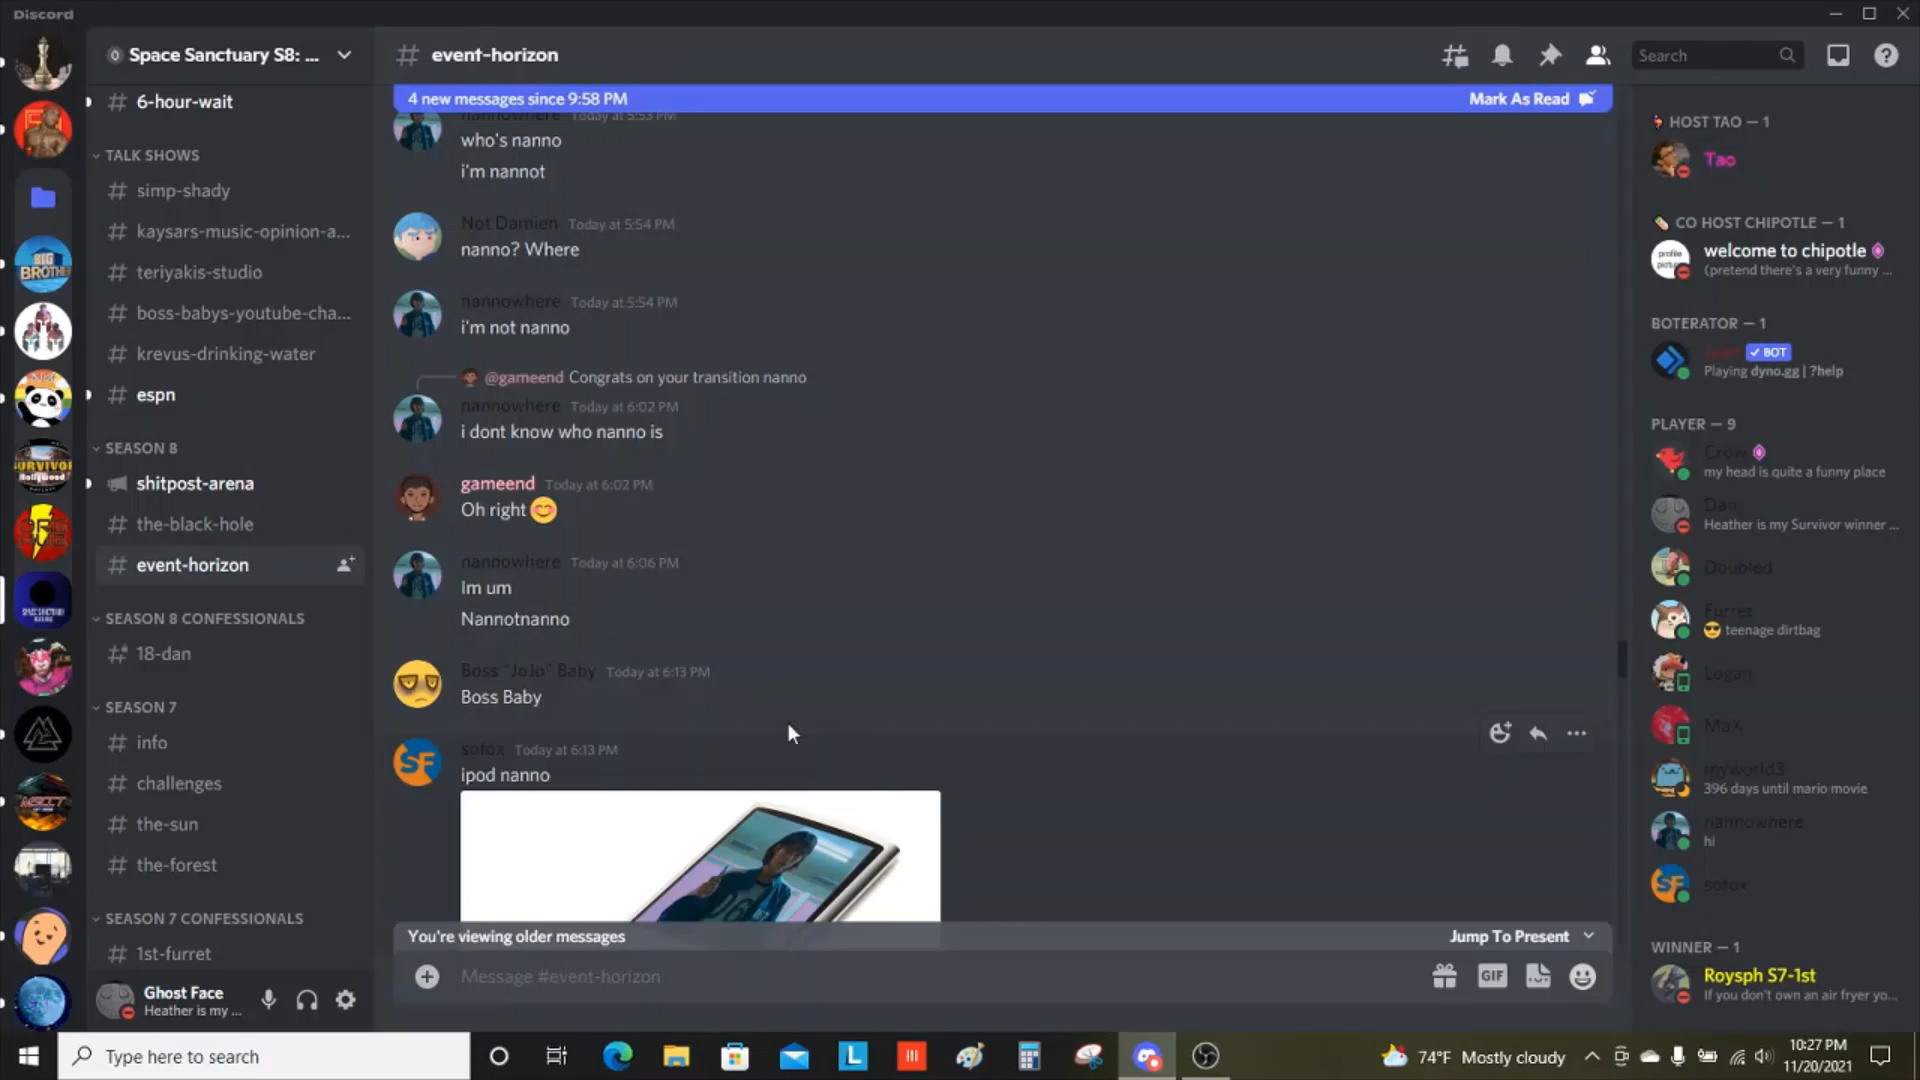 Discord
Space Sanctuary S8: ...
6-hour-wait
TALK SHOWS
simp-shady
kaysars-music-opinion-a...
teriyakis-studio
boss-babys-youtube-cha...
krevus-drinking-water
espn
SEASON 8
shitpost-arena
the-black-hole
event-horizon
SEASON 8 CONFESSIONALS
18-dan
SEASON 7
info
challenges
the-sun
the-forest
SEASON 7 CONFESSIONALS
1st-furret
Ghost Face
Heather is my ...
event-horizon
Search
4 new messages since 9:58 PM
Mark As Read
nannowhere Today at 5:53 PM
who's nanno
i'm nannot
Not Damien Today at 5:54 PM
nanno? Where
nannowhere Today at 5:54 PM
i'm not nanno
@gameend Congrats on your transition nanno
nannowhere Today at 6:02 PM
i dont know who nanno is
gameend Today at 6:02 PM
Oh right
nannowhere Today at 6:06 PM
Im um
Nannotnanno
Boss "JoJo" Baby Today at 6:13 PM
Boss Baby
sofox Today at 6:13 PM
ipod nanno
You're viewing older messages
Jump To Present
Message #event-horizon
GIF
HOST TAO — 1
Tao
CO HOST CHIPOTLE — 1
welcome to chipotle
(pretend there's a very funny ...
BOTERATOR — 1
BOT
Playing dyno.gg | ?help
PLAYER — 9
Crow
my head is quite a funny place
Dan
Heather is my Survivor winner ...
Doubled
Furret
teenage dirtbag
Logan
MaX
myworld3
396 days until mario movie
nannowhere
hi
sofox
WINNER — 1
Roysph S7-1st
If you don't own an air fryer yo...
Type here to search
74°F Mostly cloudy
10:27 PM
11/20/2021